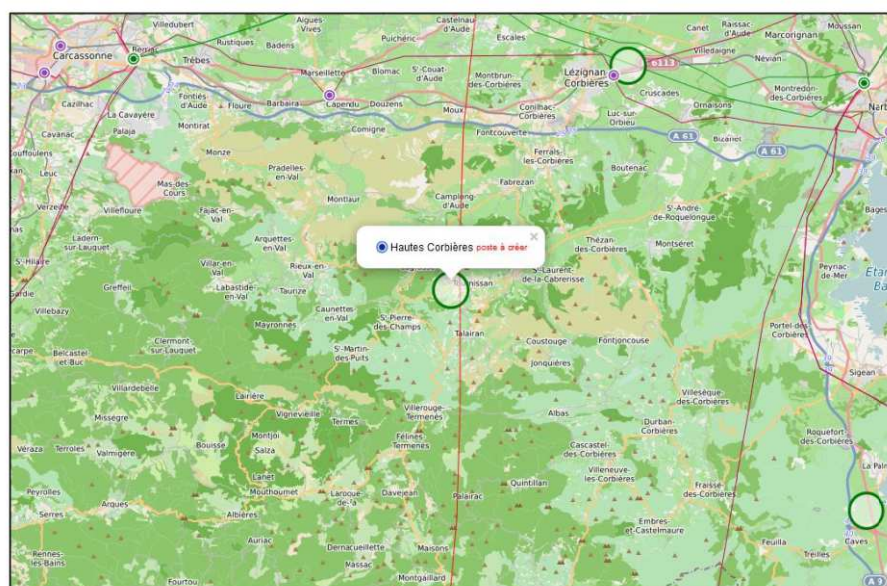 Villedubert
Aigues
Vives
Castelnau
d'Aude
Canet
Raissac
d'Aude
Moussan
Rustiques
Badens
Puichéric
Escales
Villedaigne
Marcorignan
Carcassonne
Trèbes
Marseillette
Blomac
St-Couat-
d'Aude
Montbrun-
des-Corbières
Lézignan
Corbières
6113
Névian
Montredon-
des-Corbières
Cazilhac
La Cavayère
Palaja
Fontiès
d'Aude
Floure
Barbaira
Capendu
Douzens
Moux
Conilhac-
Corbières
Cruscades
Ornaisons
Luc-sur-
Orbieu
Montirat
Comigne
Fontcouverte
A 61
Bizanet
A 61
Cavanac
Couffoulens
Leuc
Monze
Pradelles-
en-Val
Ferrals-
les-Corbières
Boutenac
Mas-des-
Cours
Fabrezan
Verzeille
Villefloure
Fajac-en-
Val
Montlaur
Camplong-
d'Aude
St-André-
de-Roquelongue
Bages
Ladern-
sur-Lauquet
Arquettes-
en-Val
Hautes Corbières poste à créer
×
Thézan-
des-Corbières
Montséret
St-Hilaire
Villar-en-
Val
Rieux-en-
Val
St-Laurent-
de-la-Cabrerisse
Peyriac
de-Mer
Greffeil
Labastide-
en-Val
Taurize
Villebazy
Caunettes-
en-Val
St-Pierre-
des-Champs
Mayronnes
Talairan
Portel-des-
Corbières
Clermont
sur-Lauquet
St-Martin-
des-Puits
Coustouge
Fontjoncouse
Belcastel
et-Buc
Jonquières
Sigean
Villardebelle
Lairière
Villesèque
des-Corbières
Missègre
Vignevieille
Termes
Villerouge-
Termenès
Albas
Durban-
Corbières
Roquefort
des-Corbières
Véraza
Terroles
Valmigère
Bouisse
Montjoi
Salza
Félines-
Termenès
Cascastel
des-Corbières
Villeneuve-
les-Corbières
Lanet
Mouthoumet
Peyrolles
Arques
Laroque-
de-fa
Davejean
Palairac
Quintillan
Fraissé-
des-Corbières
Serres
Albières
Embres-
et-Castelmaure
Auriac
Dernacueillette
Maisons
Feuilla
Caves
Treilles
Rennes-
les-Bains
Massac
Fourtou
Montgaillard